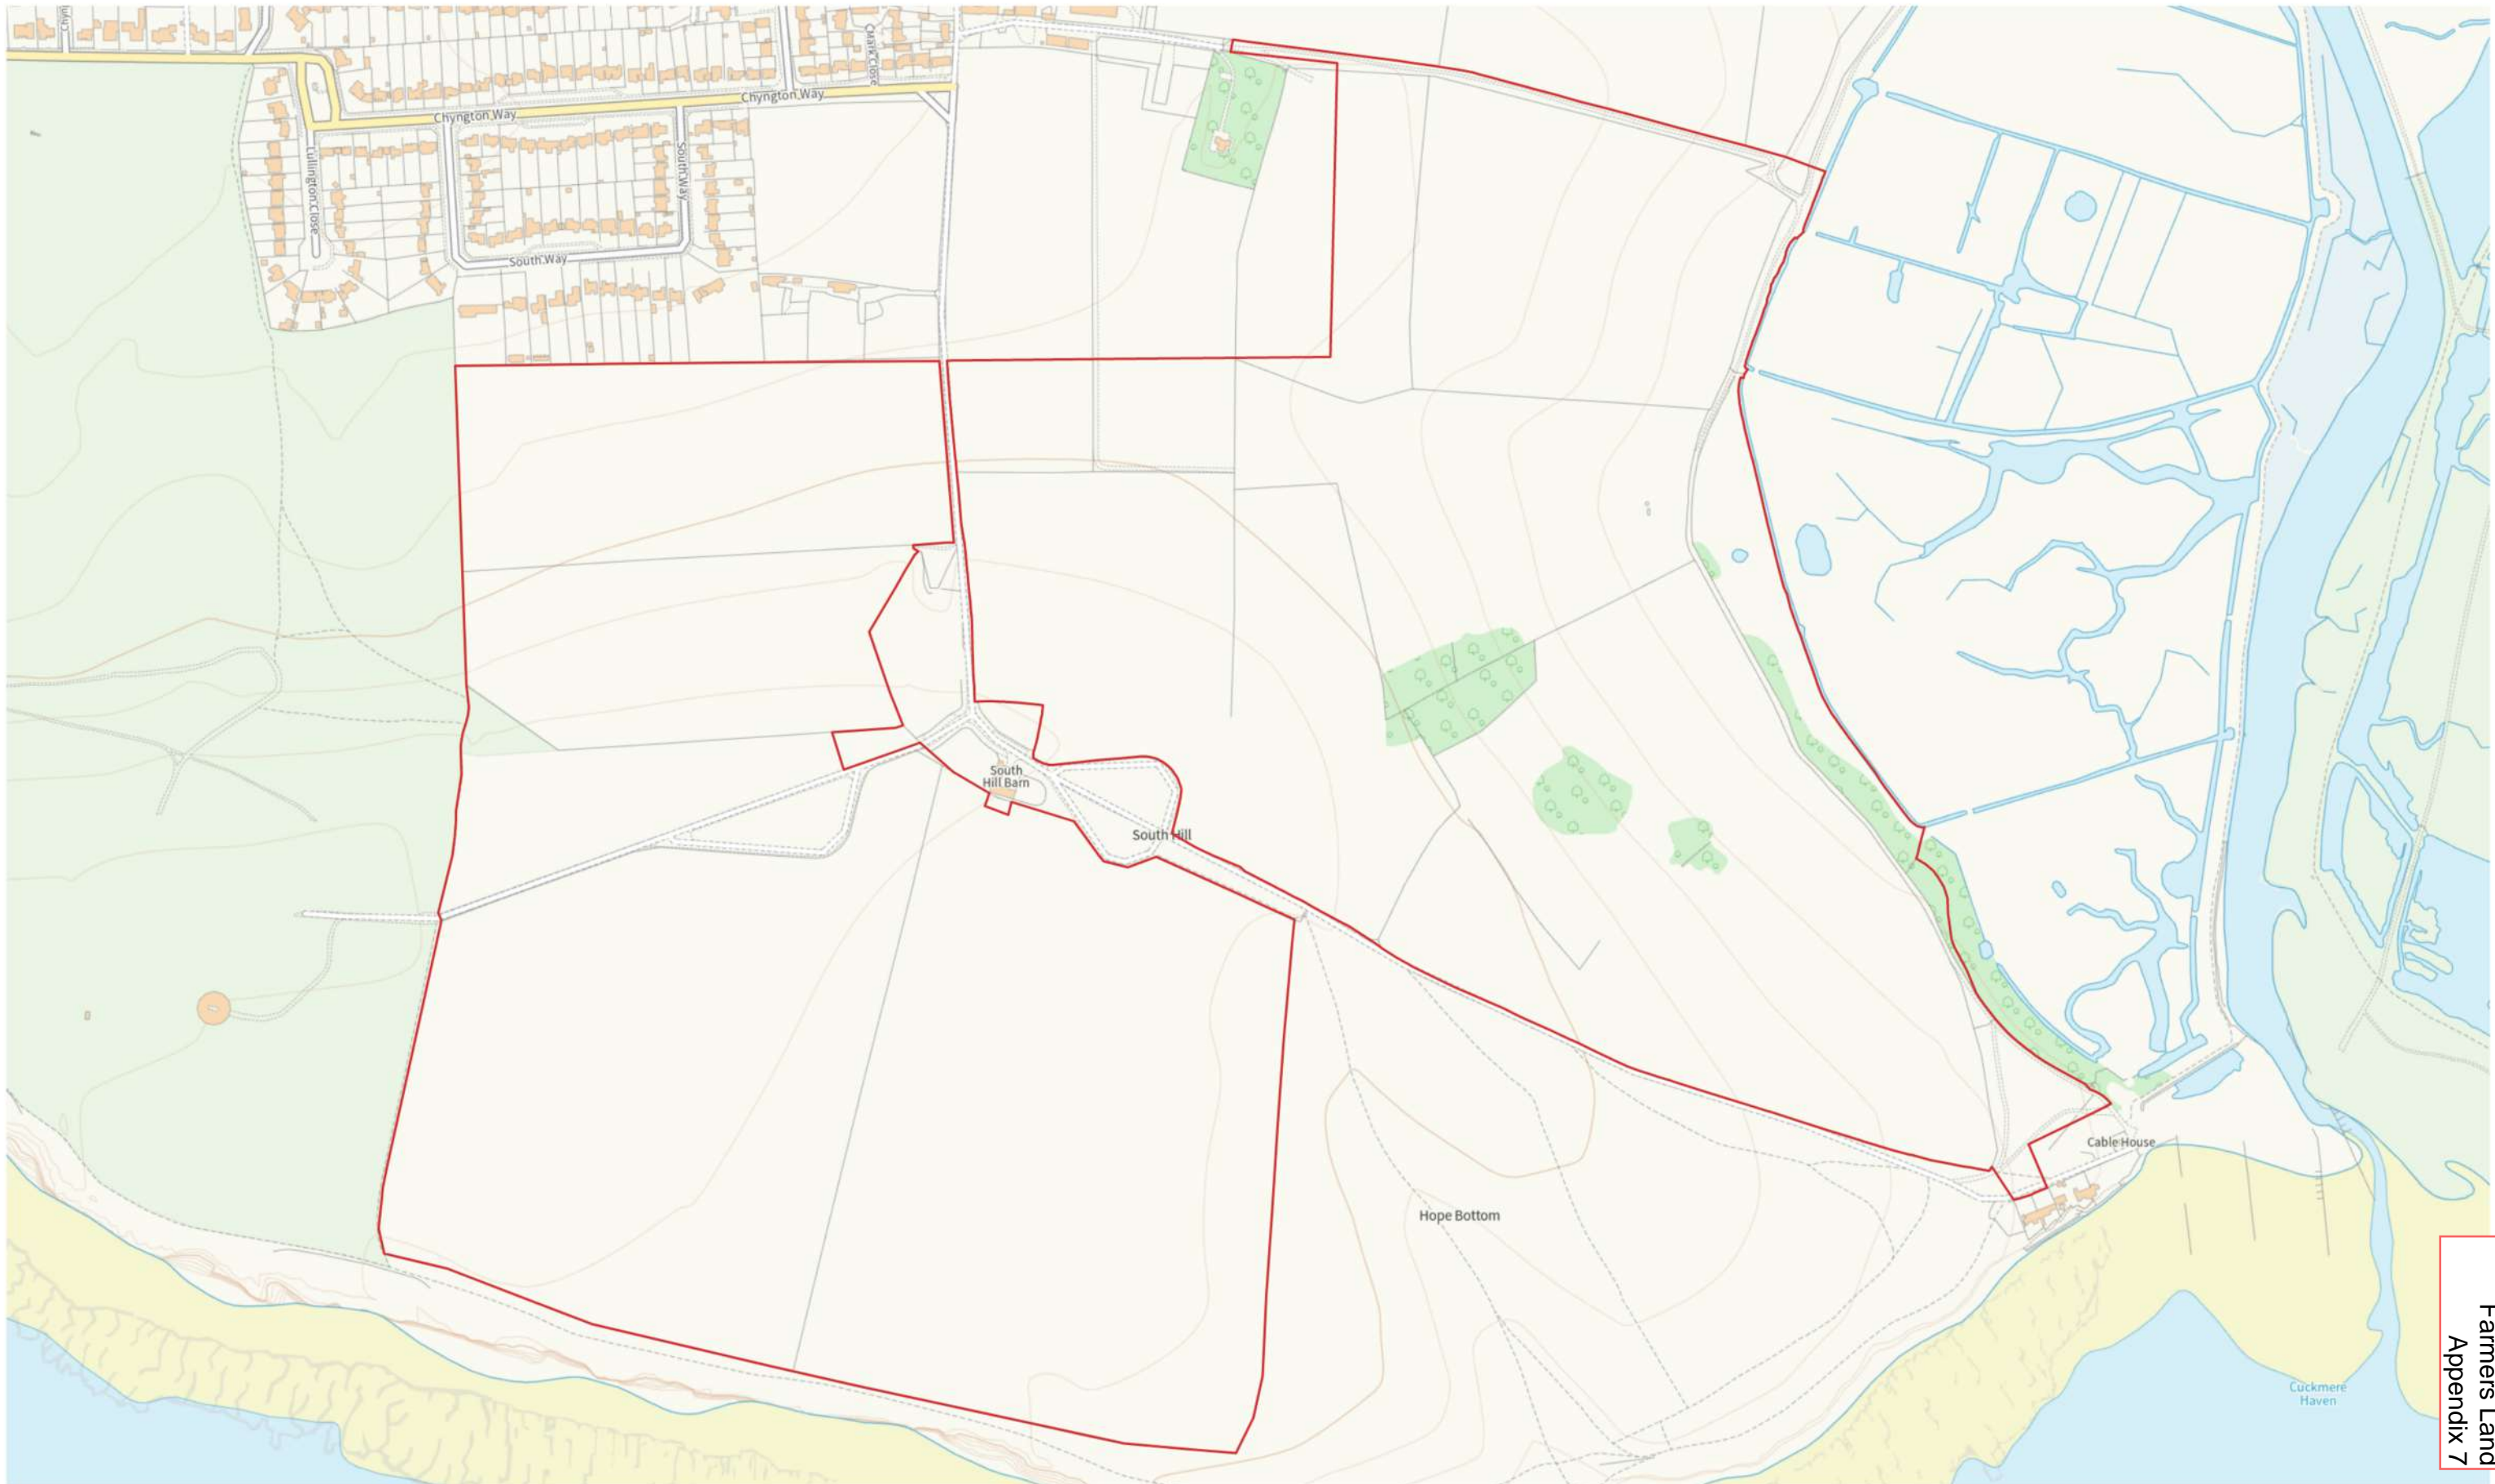 Clark Close
Chyngton Way
Chyngton Way
Lullington Close
South Way
South Way
South
Hill Barn
South Hill
Cable House
Hope Bottom
Cuckmere
Haven
Farmers Land
Appendix 7